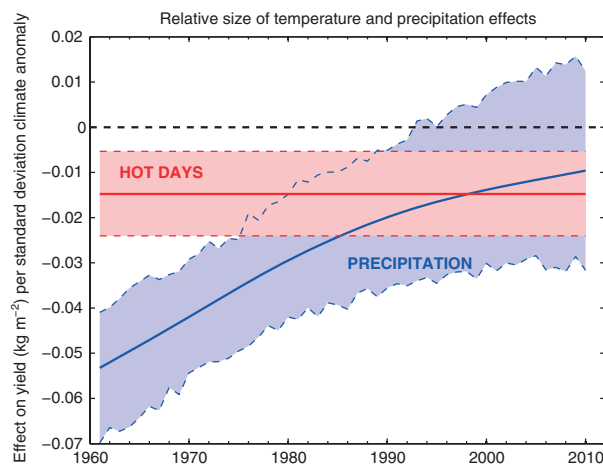 Relative size of temperature and precipitation effects
Effect on yield (kg m−2) per standard deviation climate anomaly
0.02
0.01
0
−0.01
−0.02
−0.03
−0.04
−0.05
−0.06
−0.07
HOT DAYS
PRECIPITATION
1960 1970 1980 1990 2000 2010